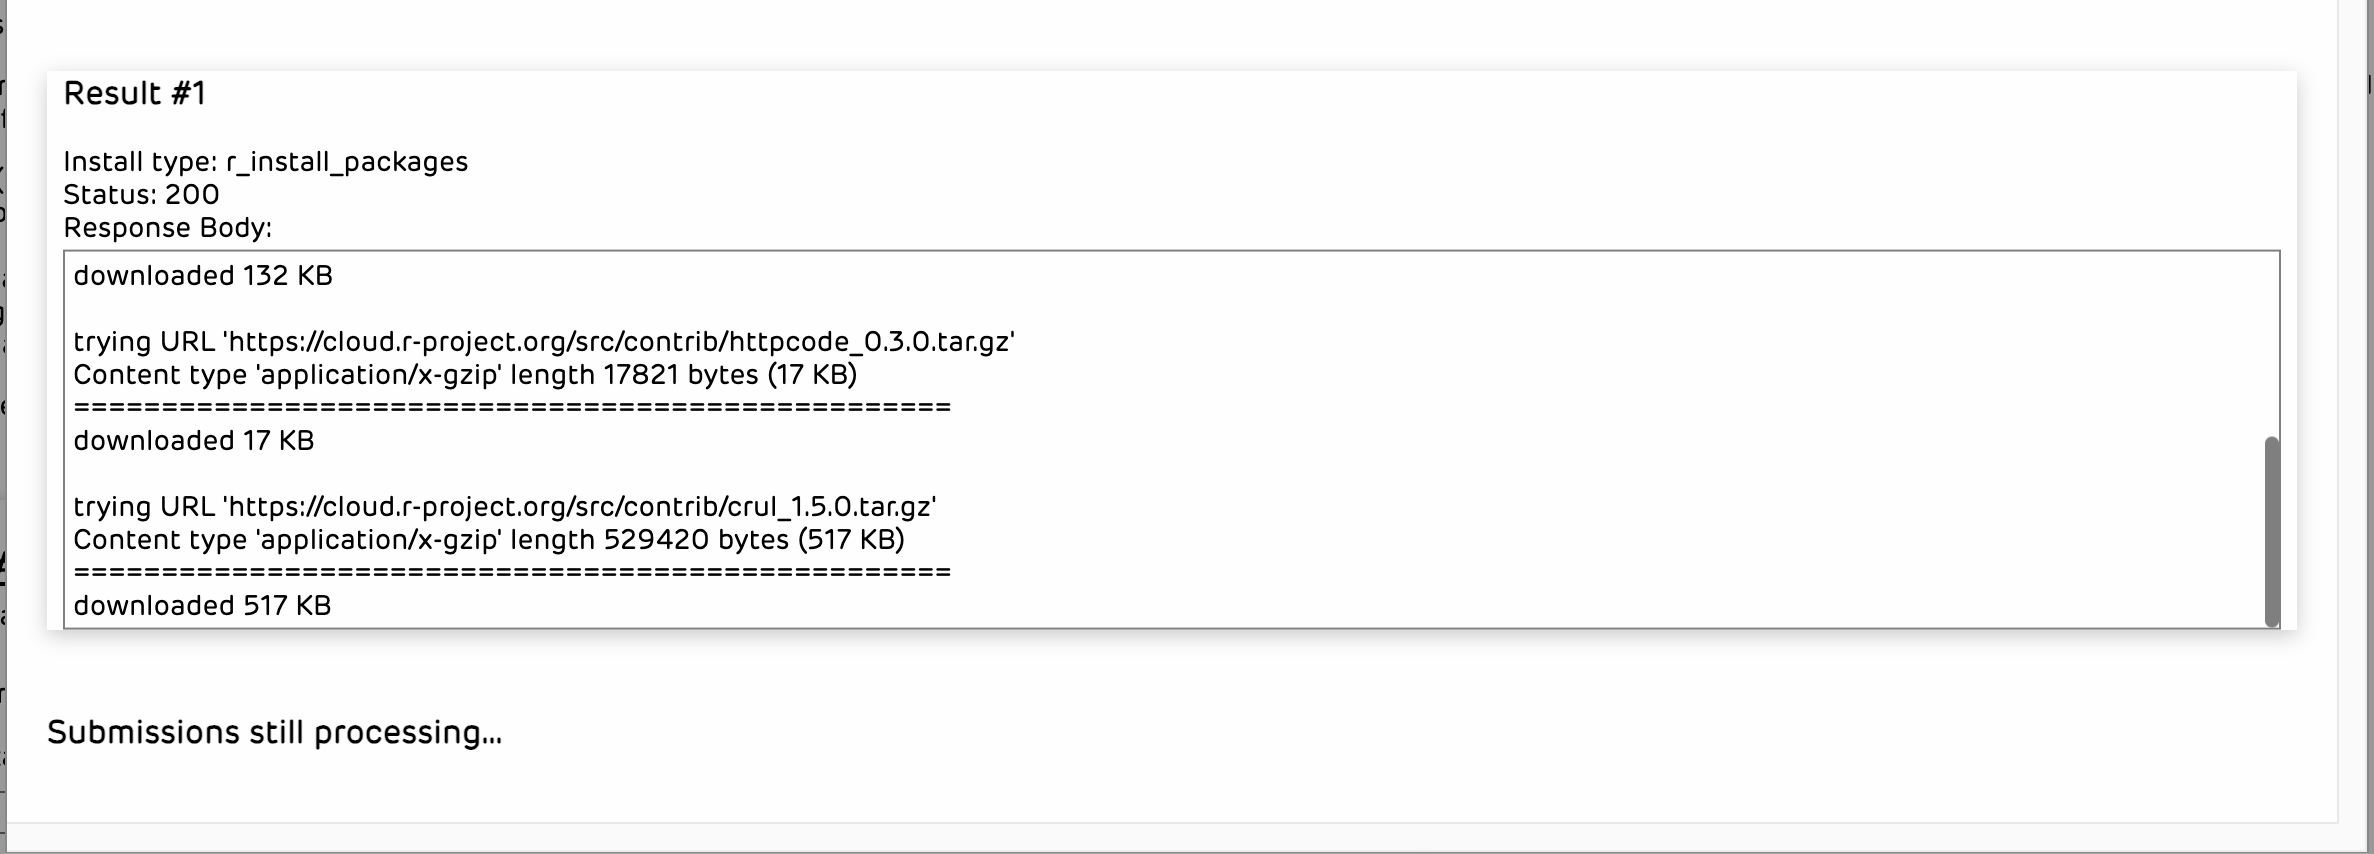 Result #1
Install type: r_install_packages
Status: 200
Response Body:
downloaded 132 KB
trying URL 'https://cloud.r-project.org/src/contrib/httpcode_0.3.0.tar.gz'
Content type 'application/x-gzip' length 17821 bytes (17 KB)
==================================================
downloaded 17 KB
trying URL 'https://cloud.r-project.org/src/contrib/crul_1.5.0.tar.gz'
Content type 'application/x-gzip' length 529420 bytes (517 KB)
==================================================
downloaded 517 KB
Submissions still processing...